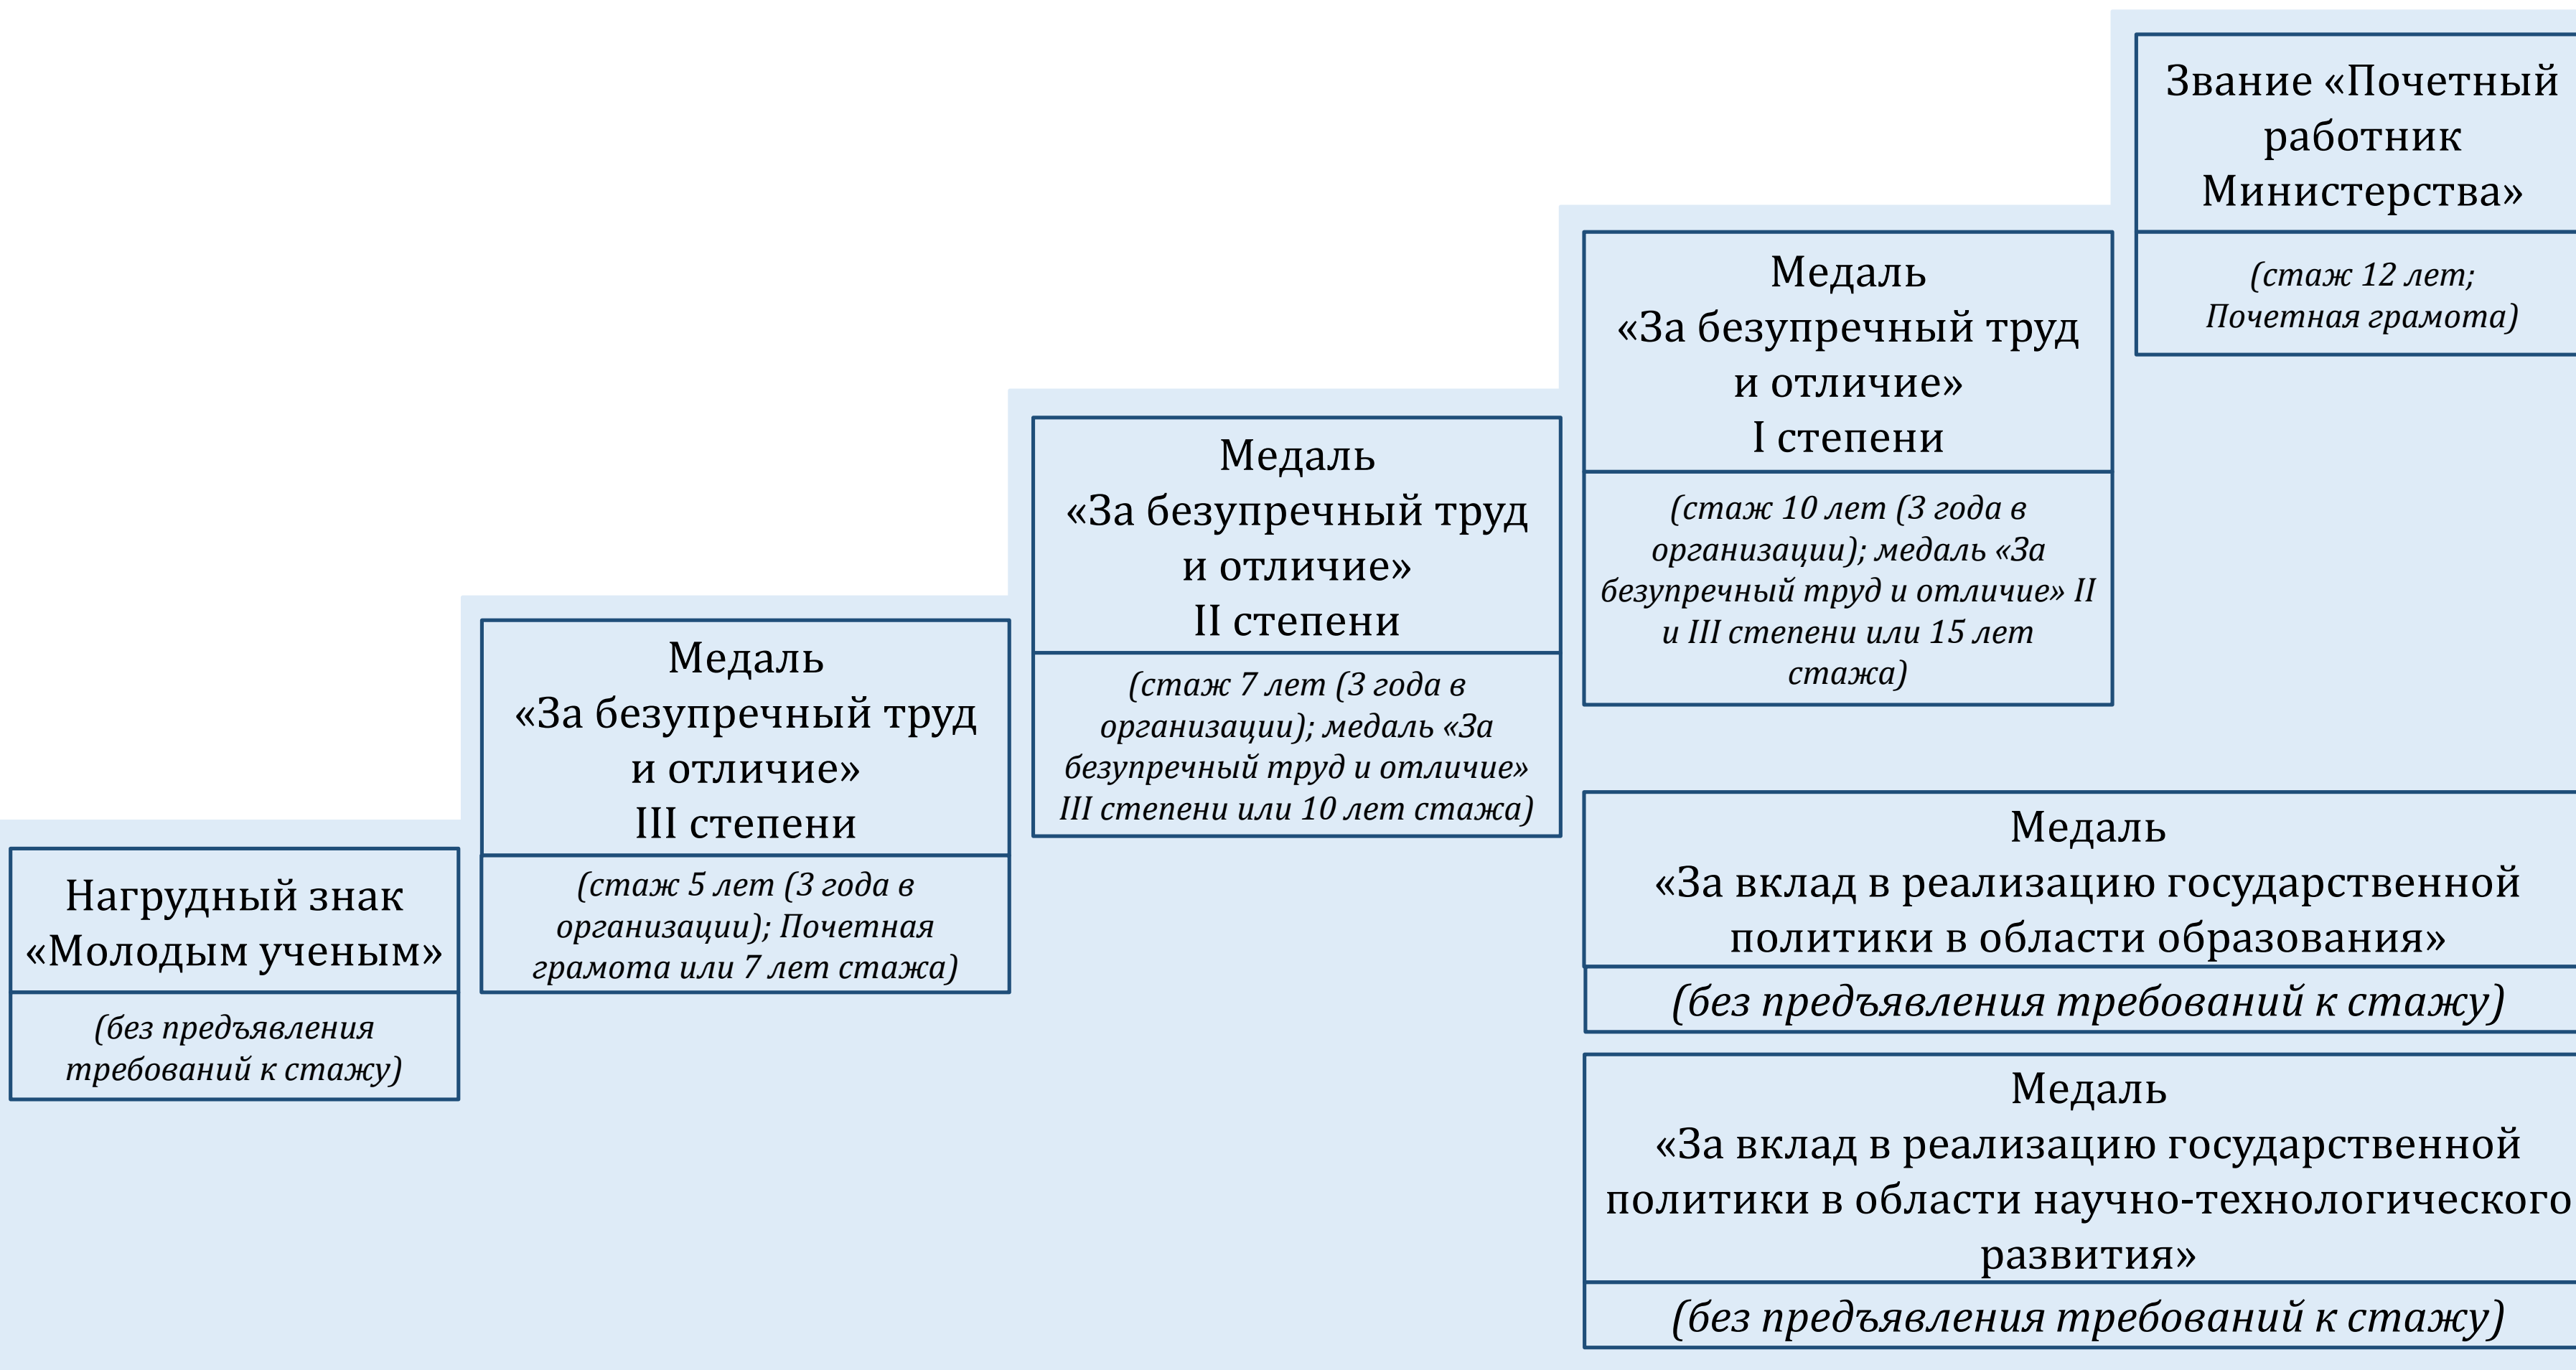 Звание «Почетный
работник
Министерства»
(стаж 12 лет;
Почетная грамота)
Медаль
«За безупречный труд
и отличие»
I степени
(стаж 10 лет (3 года в
организации); медаль «За
безупречный труд и отличие» II
и III степени или 15 лет
стажа)
Медаль
«За безупречный труд
и отличие»
II степени
(стаж 7 лет (3 года в
организации); медаль «За
безупречный труд и отличие»
III степени или 10 лет стажа)
Медаль
«За безупречный труд
и отличие»
III степени
(стаж 5 лет (3 года в
организации); Почетная
грамота или 7 лет стажа)
Нагрудный знак
«Молодым ученым»
(без предъявления
требований к стажу)
Медаль
«За вклад в реализацию государственной
политики в области образования»
(без предъявления требований к стажу)
Медаль
«За вклад в реализацию государственной
политики в области научно-технологического
развития»
(без предъявления требований к стажу)